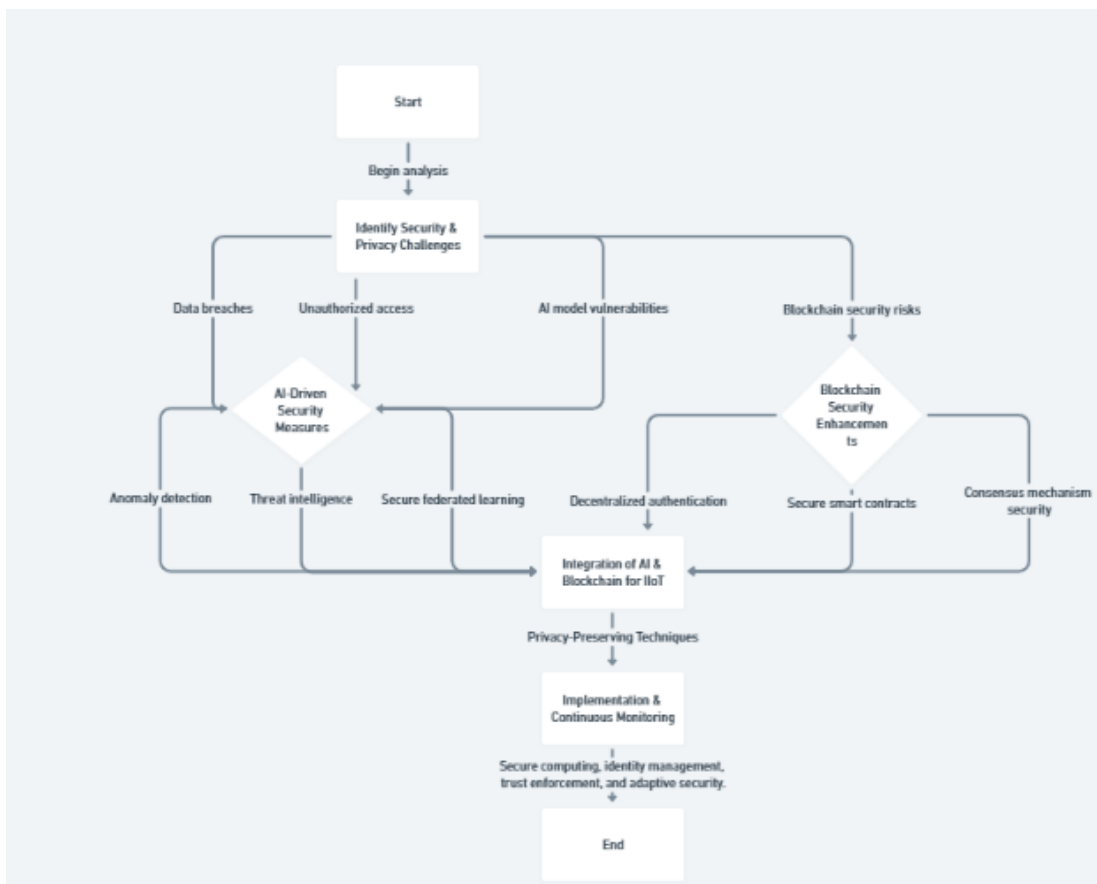 Start
Begin analysis
Identify Security &
Privacy Challenges
Data breaches
Unauthorized access
AI model vulnerabilities
Blockchain security risks
AI-Driven
Security
Measures
Blockchain
Security
Enhancemen
ts
Anomaly detection
Threat intelligence
Secure federated learning
Decentralized authentication
Secure smart contracts
Consensus mechanism
security
Integration of AI &
Blockchain for IIoT
Privacy-Preserving Techniques
Implementation &
Continuous Monitoring
Secure computing, identity management,
trust enforcement, and adaptive security.
End